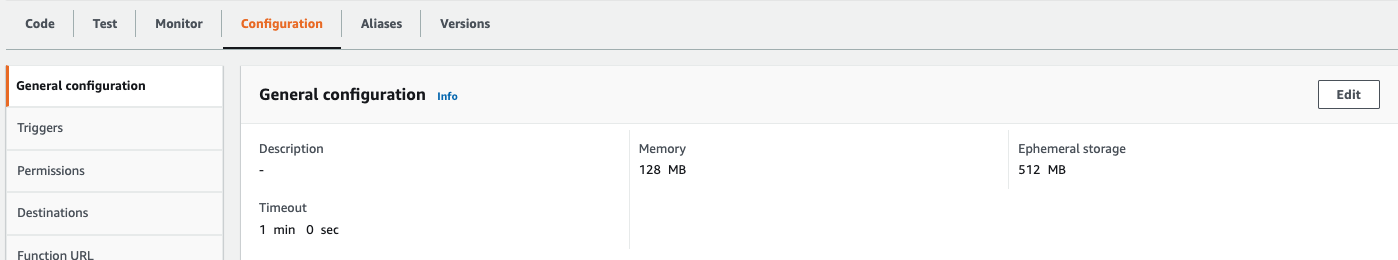 Code Test Monitor Configuration Aliases Versions
General configuration
Triggers
Permissions
Destinations
Function URL
General configuration Info Edit
Description Memory Ephemeral storage
- 128 MB 512 MB
Timeout
1 min 0 sec